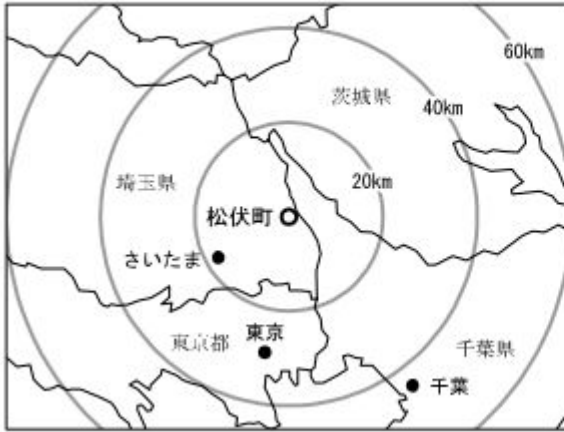 60km
茨城県
40km
埼玉県
20km
松伏町
さいたま
東京都
東京
千葉県
千葉